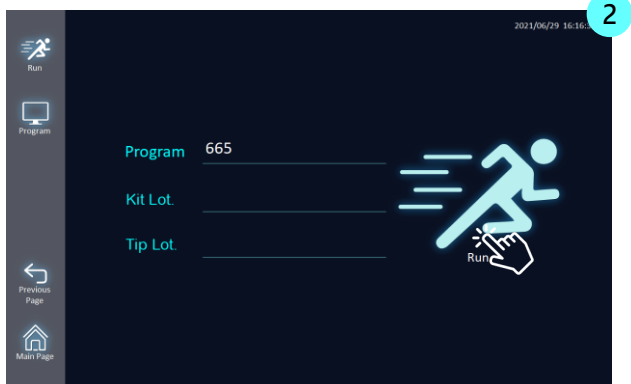 2
2021/06/29 16:16:
Run
Program
Program 665
Kit Lot.
Tip Lot.
Run
Previous
Page
Main Page